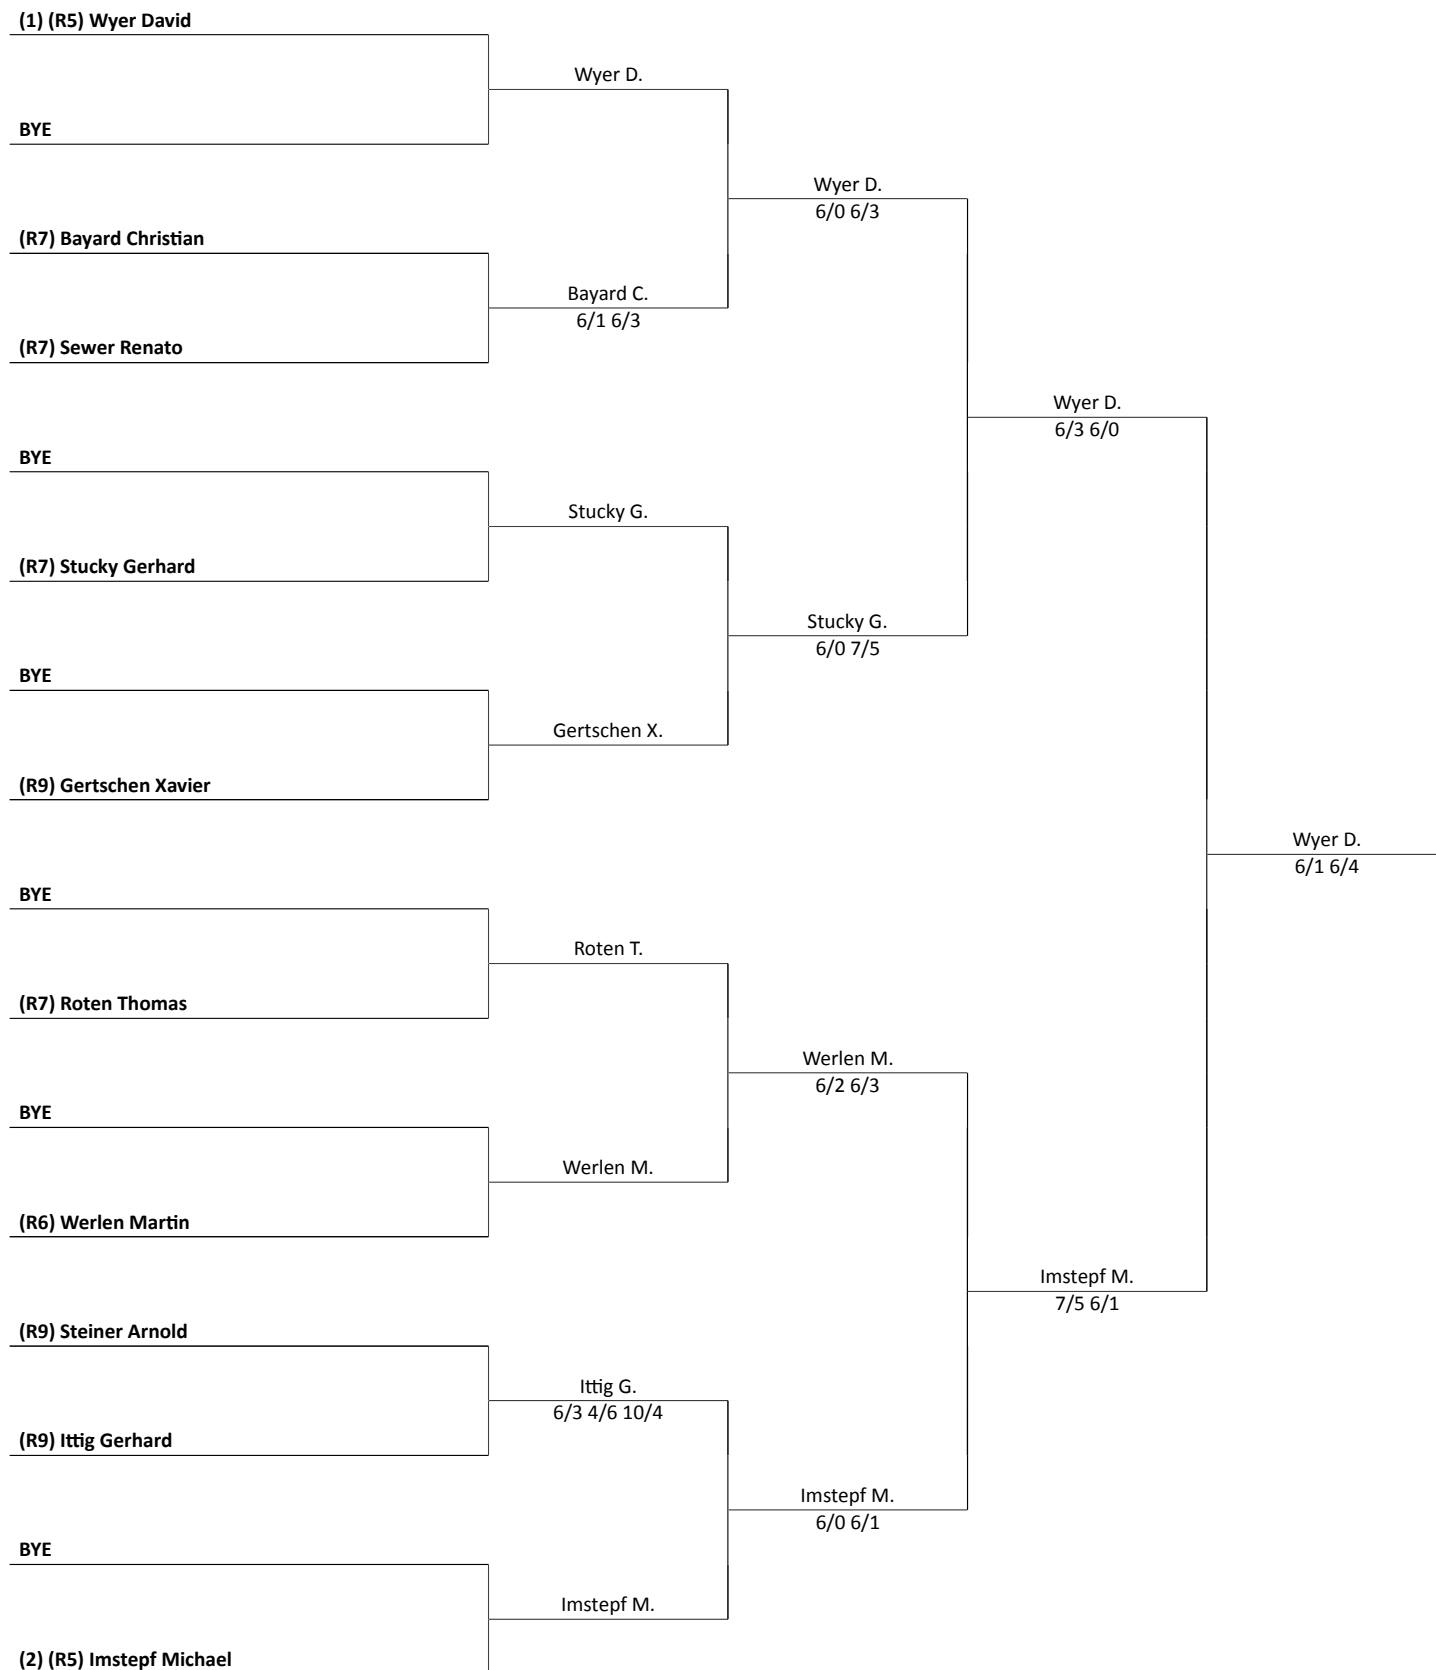 (1) (R5) Wyer David
Wyer D.
BYE
Wyer D.
6/0 6/3
(R7) Bayard Christian
Bayard C.
6/1 6/3
(R7) Sewer Renato
Wyer D.
6/3 6/0
BYE
Stucky G.
(R7) Stucky Gerhard
Stucky G.
6/0 7/5
BYE
Gertschen X.
(R9) Gertschen Xavier
Wyer D.
6/1 6/4
BYE
Roten T.
(R7) Roten Thomas
Werlen M.
6/2 6/3
BYE
Werlen M.
(R6) Werlen Martin
Imstepf M.
7/5 6/1
(R9) Steiner Arnold
Ittig G.
6/3 4/6 10/4
(R9) Ittig Gerhard
Imstepf M.
6/0 6/1
BYE
Imstepf M.
(2) (R5) Imstepf Michael